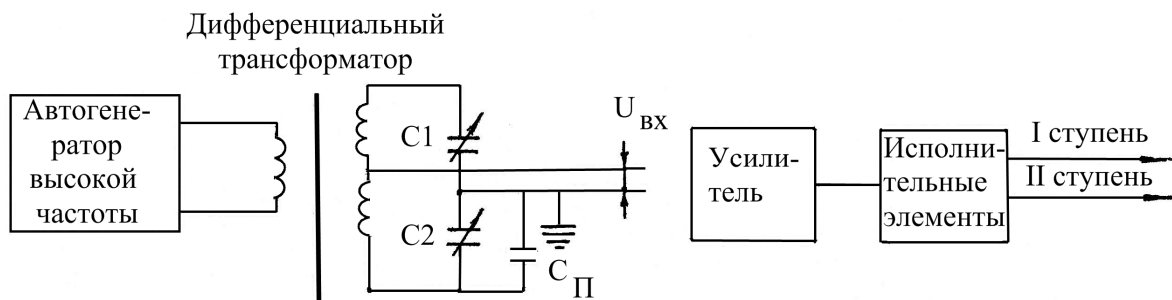 Дифференциальный
трансформатор
Автогене-
ратор
высокой
частоты
C1
C2
U вх
C П
Усили-
тель
Исполни-
тельные
элементы
I ступень
II ступень